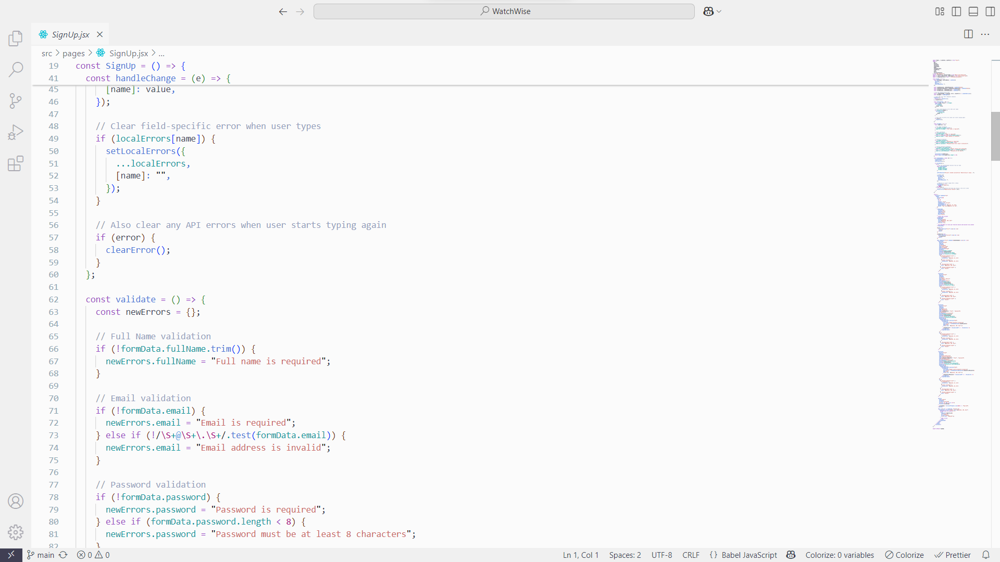 WatchWise
SignUp.jsx
src > pages > SignUp.jsx > ...
19 const SignUp = () => {
41 const handleChange = (e) => {
45 [name]: value,
46 });
47
48 // Clear field-specific error when user types
49 if (localErrors[name]) {
50 setLocalErrors({
51 ...localErrors,
52 [name]: "",
53 });
54 }
55
56 // Also clear any API errors when user starts typing again
57 if (error) {
58 clearError();
59 }
60 };
61
62 const validate = () => {
63 const newErrors = {};
64
65 // Full Name validation
66 if (!formData.fullName.trim()) {
67 newErrors.fullName = "Full name is required";
68 }
69
70 // Email validation
71 if (!formData.email) {
72 newErrors.email = "Email is required";
73 } else if (!/\S+@\S+\.\S+/.test(formData.email)) {
74 newErrors.email = "Email address is invalid";
75 }
76
77 // Password validation
78 if (!formData.password) {
79 newErrors.password = "Password is required";
80 } else if (formData.password.length < 8) {
81 newErrors.password = "Password must be at least 8 characters";
82 }
main 0 0 Ln 1, Col 1 Spaces: 2 UTF-8 CRLF {} Babel JavaScript Colorize: 0 variables Colorize Prettier